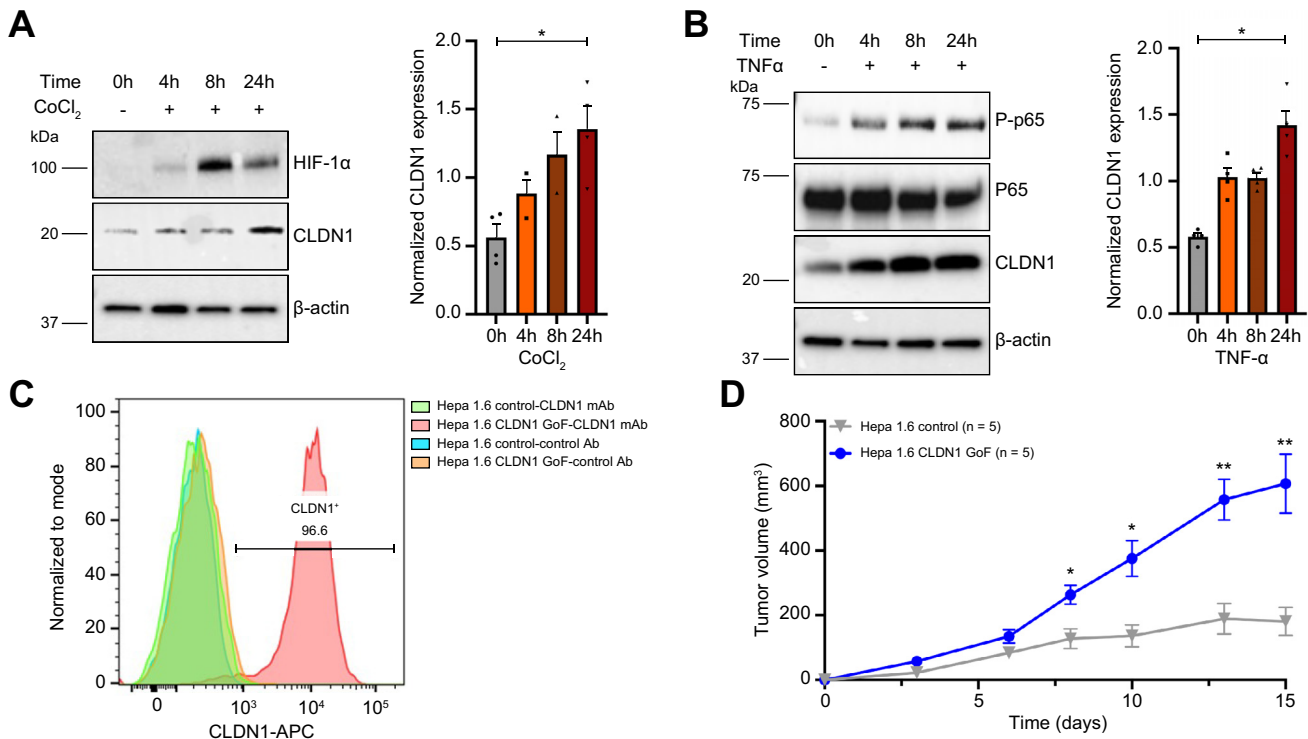 A
Time 0h 4h 8h 24h
CoCl₂ - + + +
kDa
100
HIF-1α
20
CLDN1
37
β-actin
Normalized CLDN1 expression
2.0
1.5
1.0
0.5
0.0
*
0h 4h 8h 24h
CoCl₂
B
Time 0h 4h 8h 24h
TNFα - + + +
kDa
75
P-p65
75
P65
20
CLDN1
37
β-actin
Normalized CLDN1 expression
2.0
1.5
1.0
0.5
0.0
*
0h 4h 8h 24h
TNF-α
C
Normalized to mode
100
80
60
40
20
0
CLDN1⁺
96.6
0 10³ 10⁴ 10⁵
CLDN1-APC
Hepa 1.6 control-CLDN1 mAb
Hepa 1.6 CLDN1 GoF-CLDN1 mAb
Hepa 1.6 control-control Ab
Hepa 1.6 CLDN1 GoF-control Ab
D
Tumor volume (mm³)
800
600
400
200
0
Hepa 1.6 control (n = 5)
Hepa 1.6 CLDN1 GoF (n = 5)
* * ** **
0 5 10 15
Time (days)